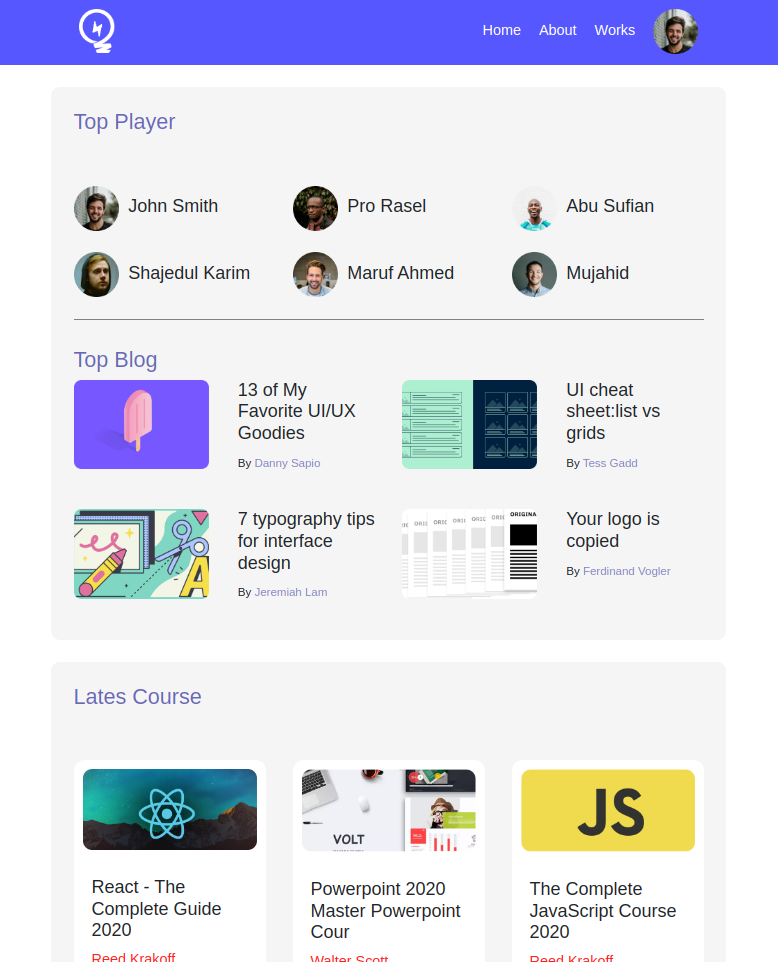 Home About Works
Top Player
John Smith
Pro Rasel
Abu Sufian
Shajedul Karim
Maruf Ahmed
Mujahid
Top Blog
13 of My
Favorite UI/UX
Goodies
By Danny Sapio
UI cheat
sheet:list vs
grids
By Tess Gadd
7 typography tips
for interface
design
By Jeremiah Lam
A
ORIGINA
Your logo is
copied
By Ferdinand Vogler
Lates Course
React - The
Complete Guide
2020
Reed Krakoff
VOLT
Powerpoint 2020
Master Powerpoint
Cour
Walter Scott
JS
The Complete
JavaScript Course
2020
Reed Krakoff